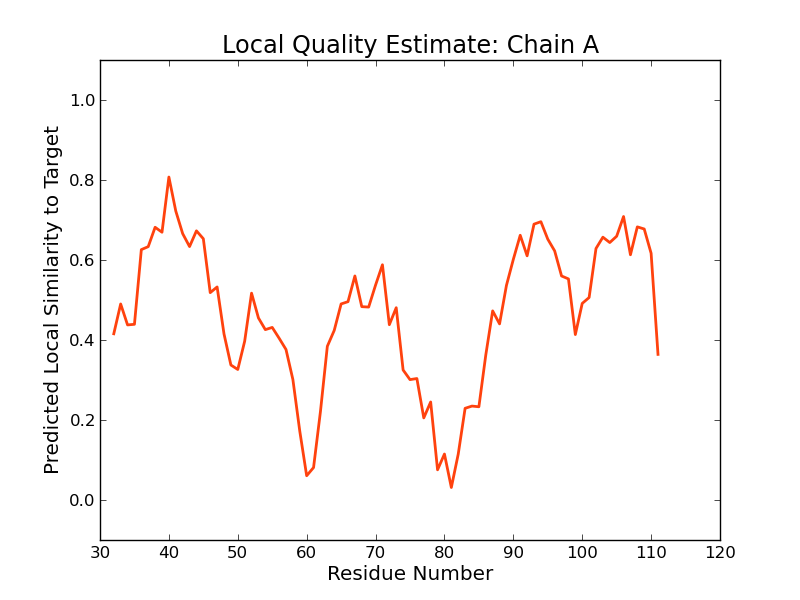 Local Quality Estimate: Chain A
Predicted Local Similarity to Target
1.0
0.8
0.6
0.4
0.2
0.0
30 40 50 60 70 80 90 100 110 120
Residue Number